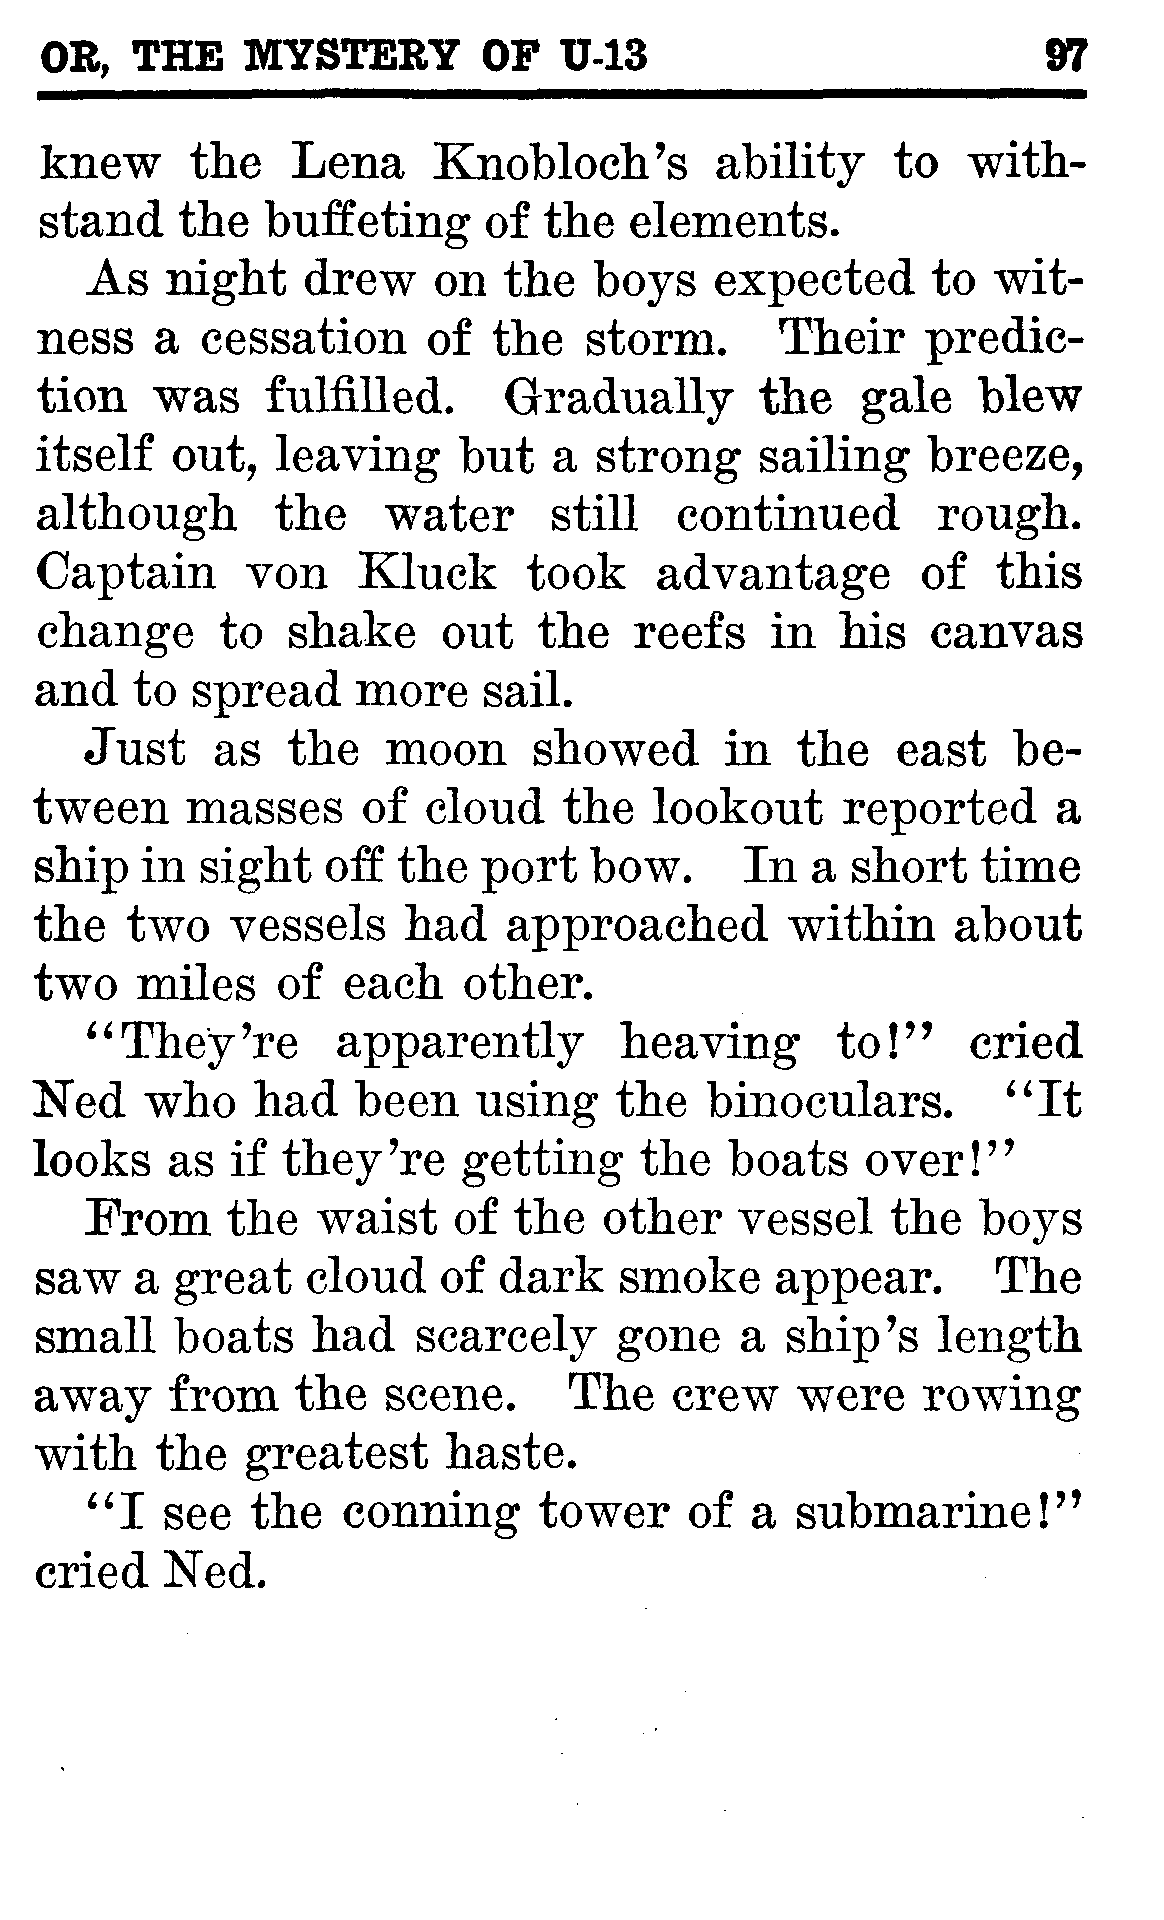 OR, THE MYSTERY OF U-13 97
knew the Lena Knobloch's ability to with-
stand the buffeting of the elements.
As night drew on the boys expected to wit-
ness a cessation of the storm. Their predic-
tion was fulfilled. Gradually the gale blew
itself out, leaving but a strong sailing breeze,
although the water still continued rough.
Captain von Kluck took advantage of this
change to shake out the reefs in his canvas
and to spread more sail.
Just as the moon showed in the east be-
tween masses of cloud the lookout reported a
ship in sight off the port bow. In a short time
the two vessels had approached within about
two miles of each other.
"They're apparently heaving to!" cried
Ned who had been using the binoculars. "It
looks as if they're getting the boats over!"
From the waist of the other vessel the boys
saw a great cloud of dark smoke appear. The
small boats had scarcely gone a ship's length
away from the scene. The crew were rowing
with the greatest haste.
"I see the conning tower of a submarine!"
cried Ned.